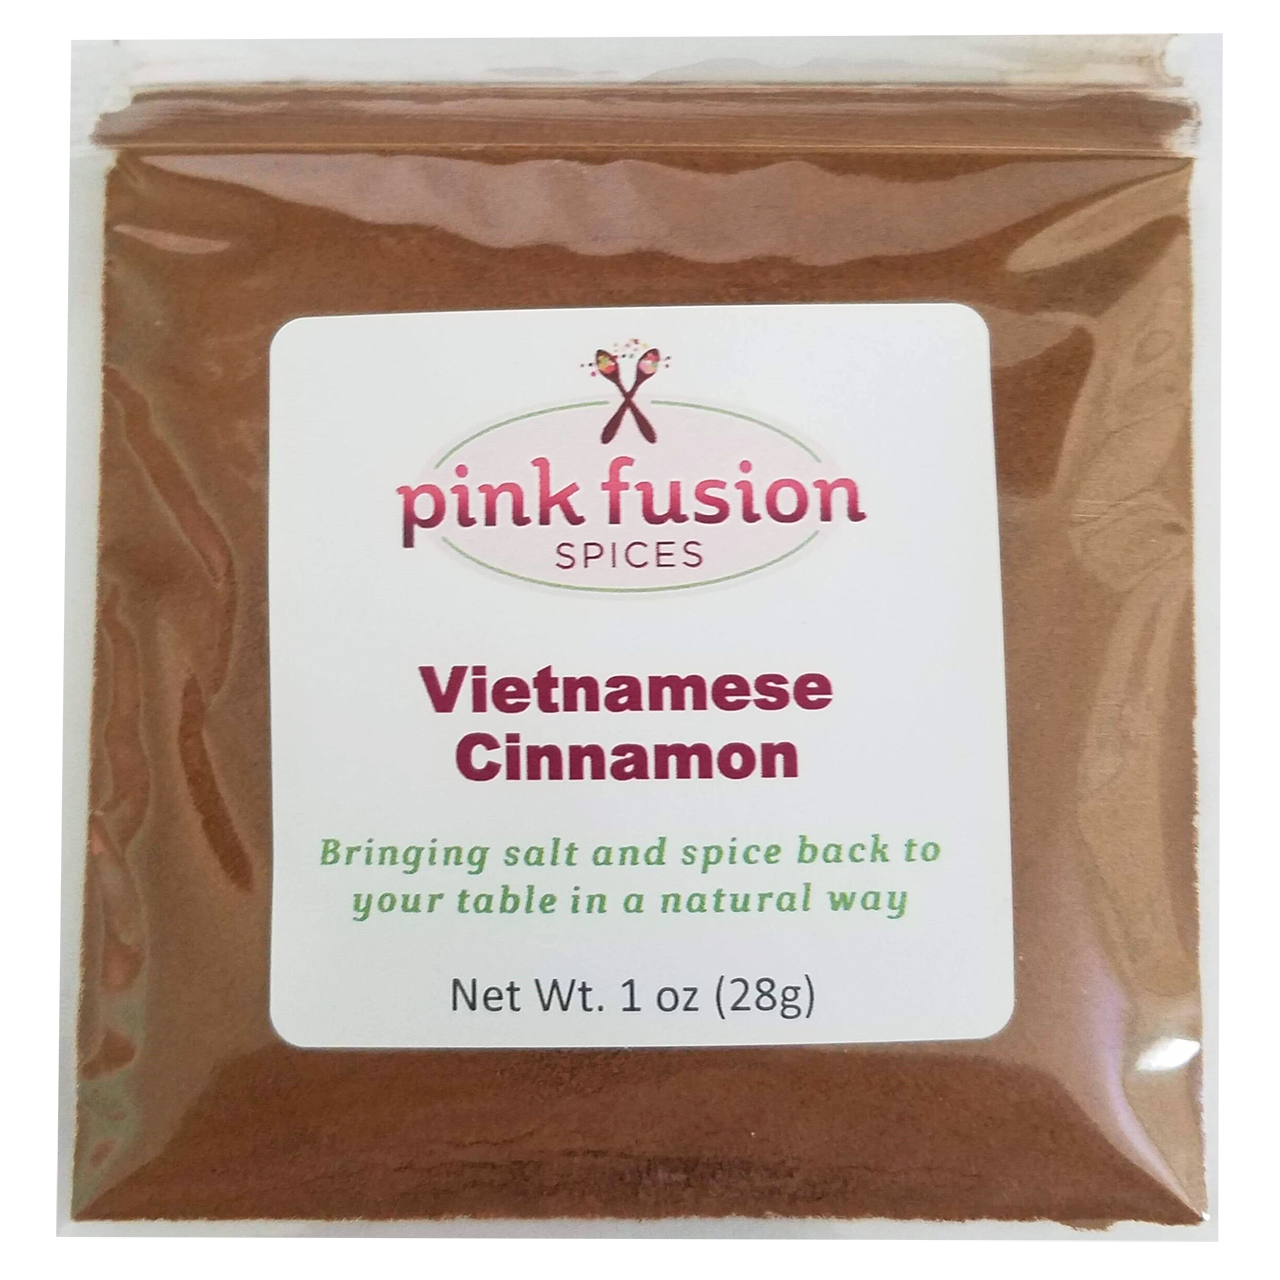 pink fusion
SPICES
Vietnamese
Cinnamon
Bringing salt and spice back to
your table in a natural way
Net Wt. 1 oz (28g)